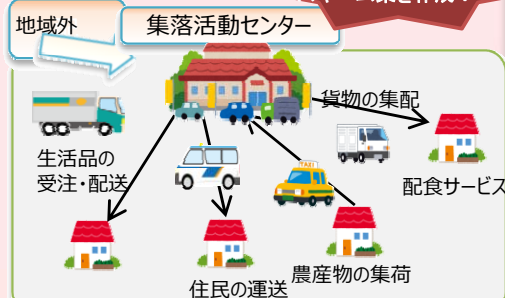 地域外
集落活動センター
貨物の集配
TAXI
生活品の
受注・配送
配食サービス
農産物の集荷
住民の運送